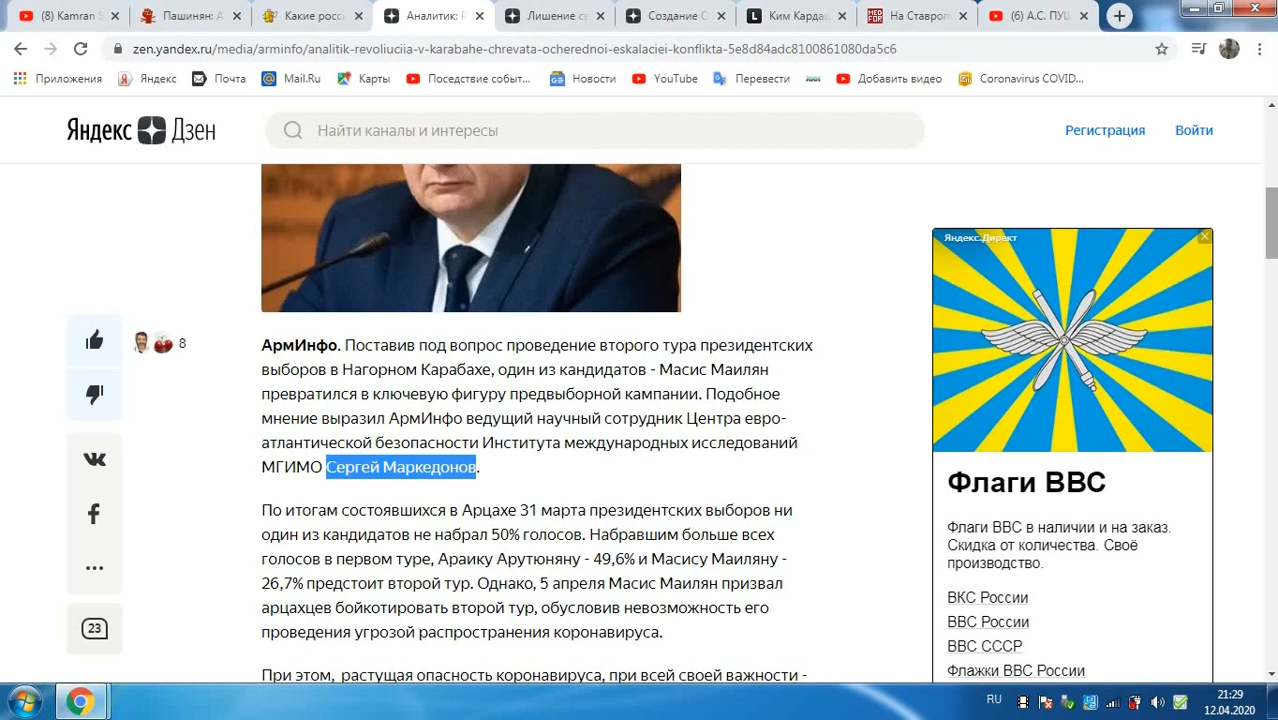 (8) Kamran S
Пашинян: А
Какие росс
Аналитик: Р
Лишение св
Создание С
Ким Кардаш
На Ставроп
(6) А.С. ПУШ
zen.yandex.ru/media/arminfo/analitik-revoliuciia-v-karabahe-chrevata-ocherednoi-eskalaciei-konflikta-5e8f84adc8100861080da5c6
Приложения
Яндекс
Почта
Mail.Ru
Карты
Поседствие событ...
Новости
YouTube
Перевести
Добавить видео
Coronavirus COVID...
Яндекс Дзен
Найти каналы и интересы
Регистрация
Войти
Яндекс.Директ
8
АрмИнфо. Поставив под вопрос проведение второго тура президентских
выборов в Нагорном Карабахе, один из кандидатов - Масис Маилян
превратился в ключевую фигуру предвыборной кампании. Подобное
мнение выразил АрмИнфо ведущий научный сотрудник Центра евро-
атлантической безопасности Института международных исследований
МГИМО Сергей Маркедонов.
По итогам состоявшихся в Арцахе 31 марта президентских выборов ни
один из кандидатов не набрал 50% голосов. Набравшим больше всех
голосов в первом туре, Араику Арутюняну - 49,6% и Масису Маиляну -
26,7% предстоит второй тур. Однако, 5 апреля Масис Маилян призвал
арцахцев бойкотировать второй тур, обусловив невозможность его
проведения угрозой распространения коронавируса.
При этом, растущая опасность коронавируса, при всей своей важности -
23
Флаги ВВС
Флаги ВВС в наличии и на заказ.
Скидка от количества. Своё
производство.
ВКС России
ВВС России
ВВС СССР
Флажки ВВС России
RU
21:29
12.04.2020